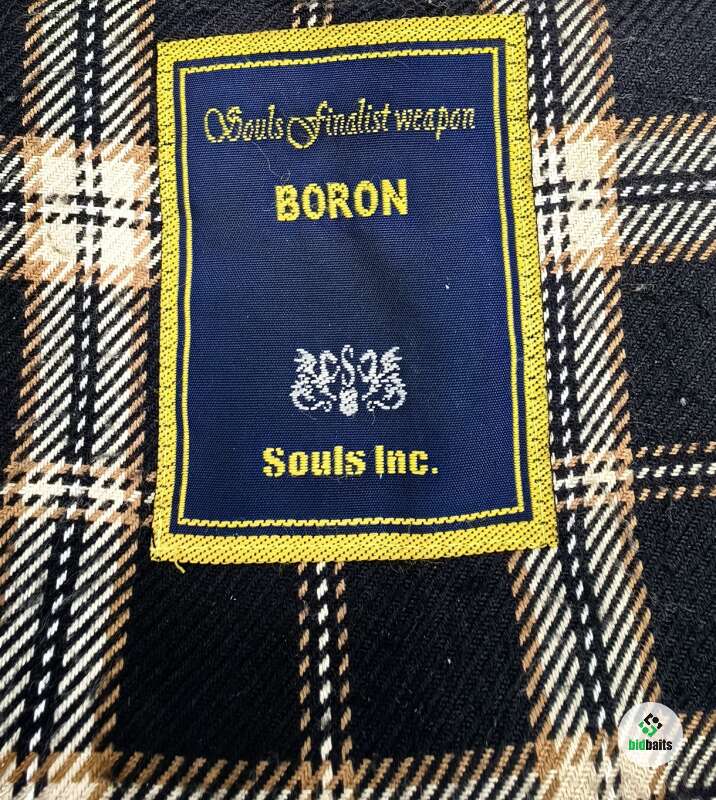 Souls Finalist weapon
BORON
Souls Inc.
bidbaits